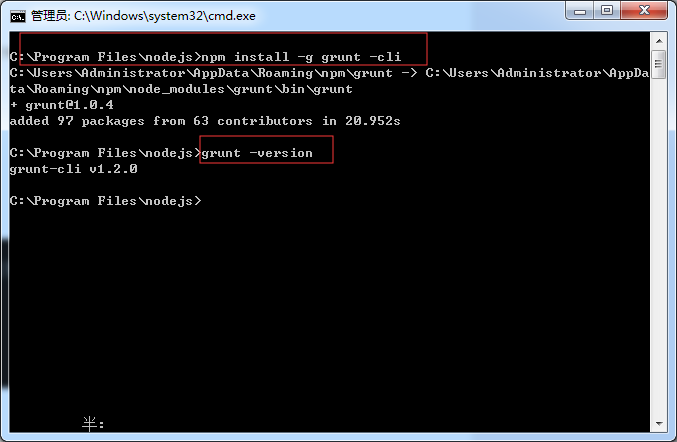 管理员: C:\Windows\system32\cmd.exe
C:\Program Files\nodejs>npm install -g grunt -cli
C:\Users\Administrator\AppData\Roaming\npm\grunt -> C:\Users\Administrator\AppDa
ta\Roaming\npm\node_modules\grunt\bin\grunt
+ grunt@1.0.4
added 97 packages from 63 contributors in 20.952s
C:\Program Files\nodejs>grunt -version
grunt-cli v1.2.0
C:\Program Files\nodejs>
半: